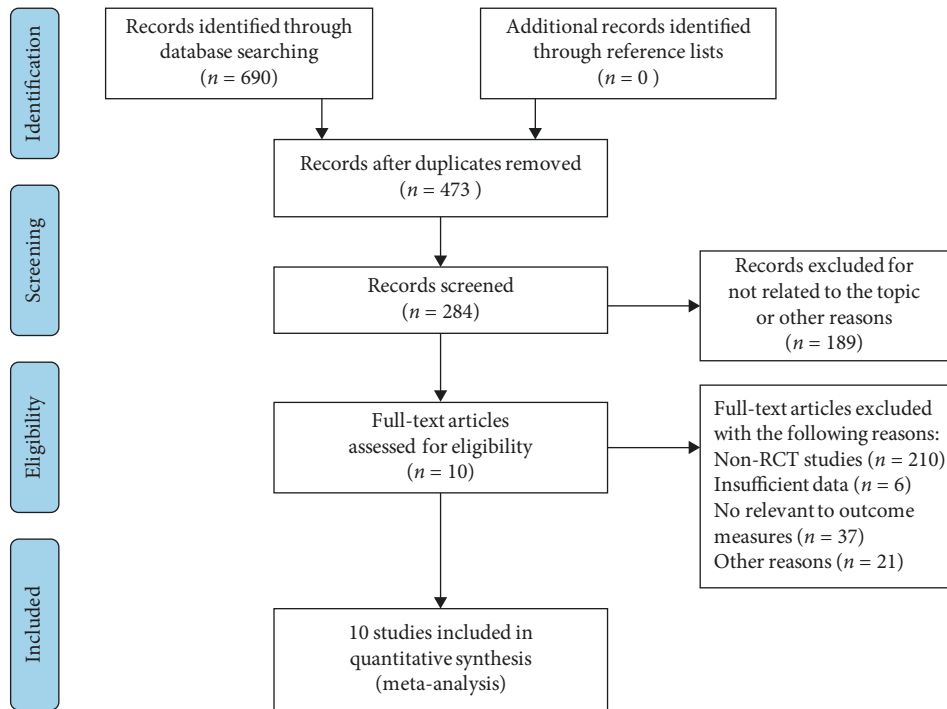 Identification
Records identified through
database searching
(n = 690)
Additional records identified
through reference lists
(n = 0 )
Records after duplicates removed
(n = 473 )
Screening
Records screened
(n = 284)
Records excluded for
not related to the topic
or other reasons
(n = 189)
Eligibility
Full-text articles
assessed for eligibility
(n = 10)
Full-text articles excluded
with the following reasons:
Non-RCT studies (n = 210)
Insufficient data (n = 6)
No relevant to outcome
measures (n = 37)
Other reasons (n = 21)
Included
10 studies included in
quantitative synthesis
(meta-analysis)